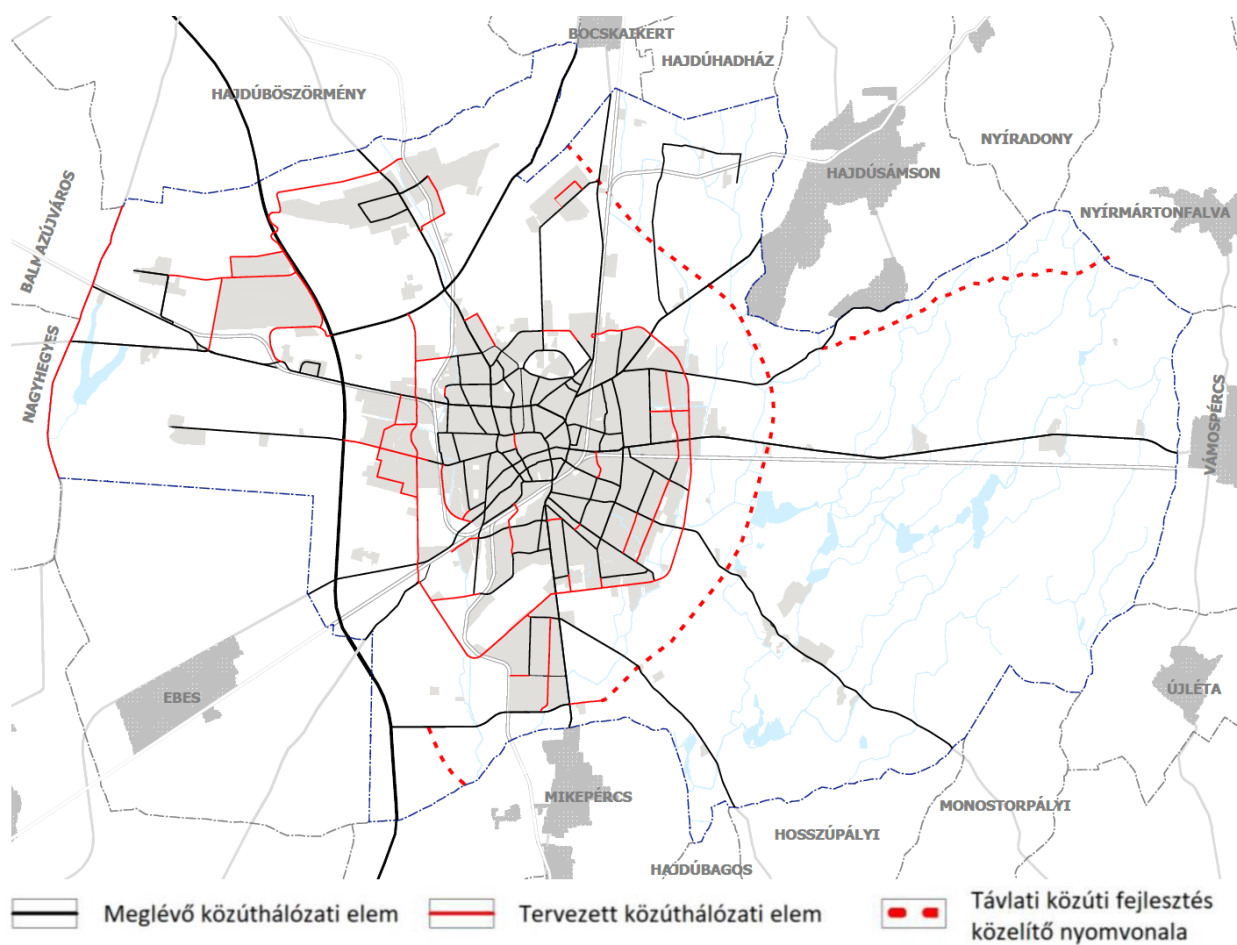 BOCSKAIKERT
HAJDÚHADHÁZ
HAJDÚBÖSZÖRMÉNY
NYÍRADONY
HAJDÚSÁMSON
BALMAZÚJVÁROS
NYÍRMÁRTONFALVA
NAGYHEGYES
VÁMOSPÉRCS
EBES
ÚJLÉTA
MIKEPÉRCS
MONOSTORPÁLYI
HOSSZÚPÁLYI
HAJDÚBAGOS
Meglévő közúthálózati elem
Tervezett közúthálózati elem
Távlati közúti fejlesztés
közelítő nyomvonala